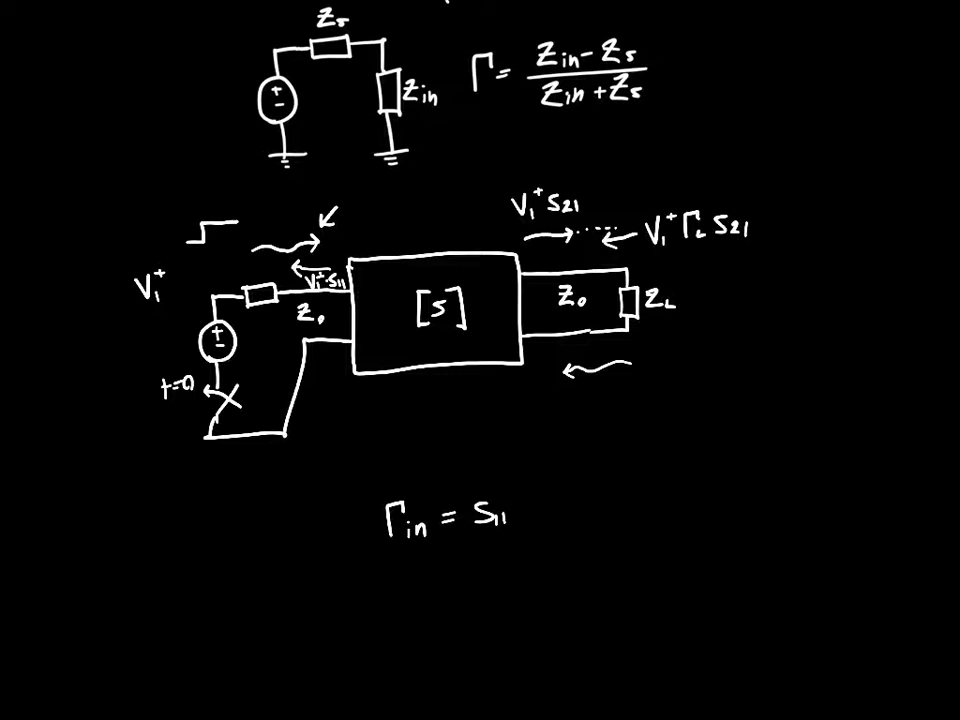 Zs
Zin
Γ = (Zin - Zs) / (Zin + Zs)
V₁⁺ S21
V₁⁺ ΓL S21
V₁⁺
V₁⁺·S11
Z₀
[S]
Z₀
ZL
+
-
t=0
Γin = S11